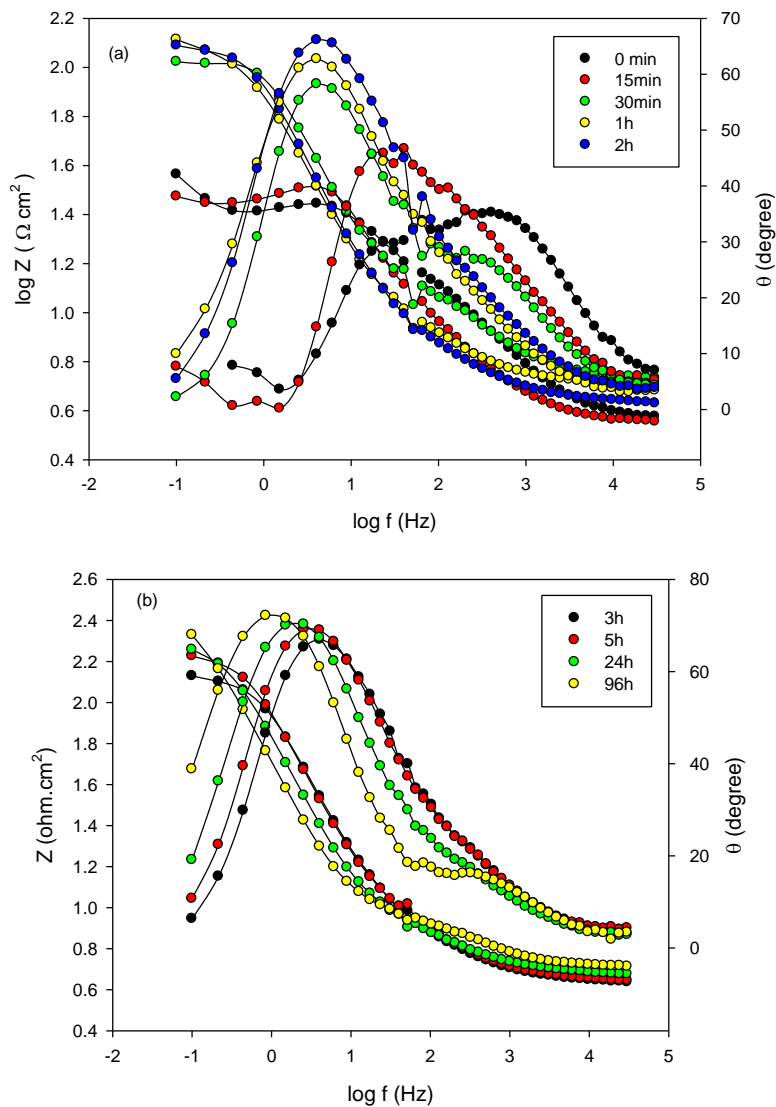 (a)
0 min
15min
30min
1h
2h
log Z ( Ω cm²)
2.2
2.0
1.8
1.6
1.4
1.2
1.0
0.8
0.6
0.4
70
60
50
40
30
20
10
0
θ (degree)
-2 -1 0 1 2 3 4 5
log f (Hz)
(b)
3h
5h
24h
96h
Z (ohm.cm²)
2.6
2.4
2.2
2.0
1.8
1.6
1.4
1.2
1.0
0.8
0.6
0.4
80
60
40
20
0
θ (degree)
-2 -1 0 1 2 3 4 5
log f (Hz)